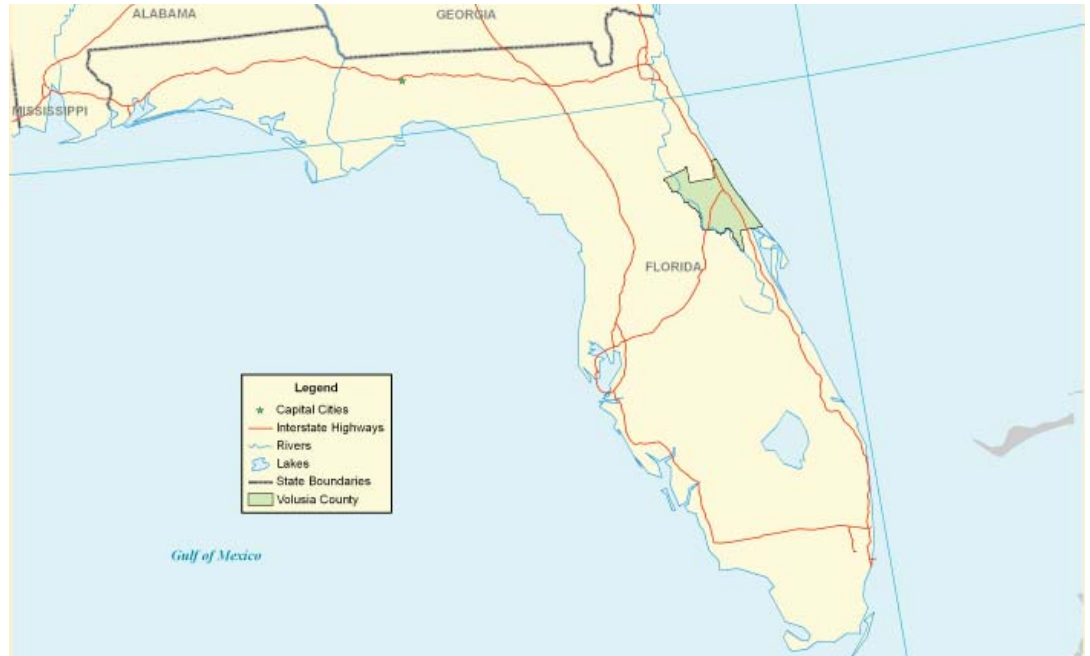 ALABAMA
GEORGIA
MISSISSIPPI
FLORIDA
Legend
Capital Cities
Interstate Highways
Rivers
Lakes
State Boundaries
Volusia County
Gulf of Mexico